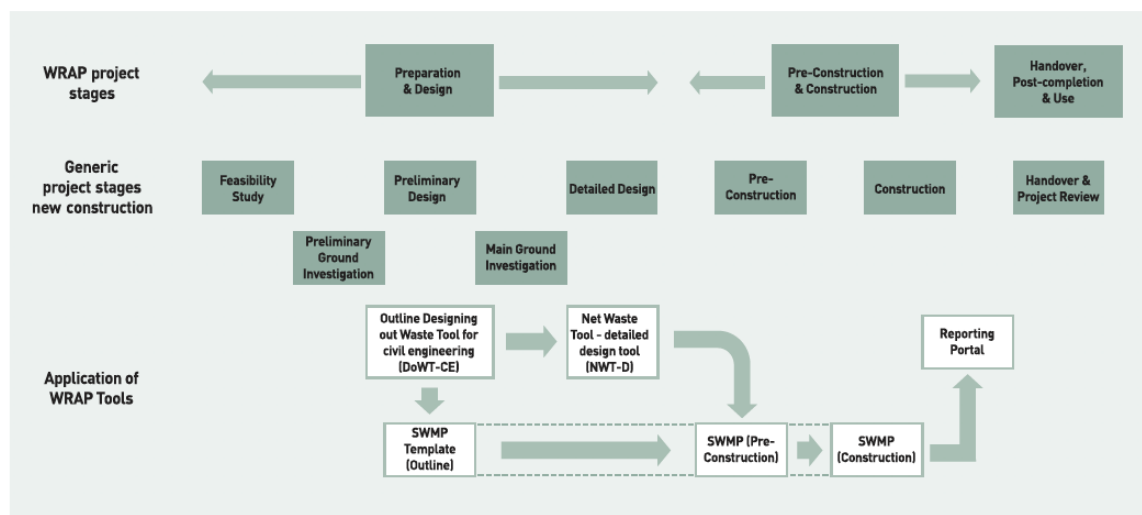 WRAP project
stages
Preparation
& Design
Pre-Construction
& Construction
Handover,
Post-completion
& Use
Generic
project stages
new construction
Feasibility
Study
Preliminary
Design
Detailed Design
Pre-
Construction
Construction
Handover &
Project Review
Preliminary
Ground
Investigation
Main Ground
Investigation
Application of
WRAP Tools
Outline Designing
out Waste Tool for
civil engineering
(DoWT-CE)
Net Waste
Tool - detailed
design tool
(NWT-D)
Reporting
Portal
SWMP
Template
(Outline)
SWMP (Pre-
Construction)
SWMP
(Construction)